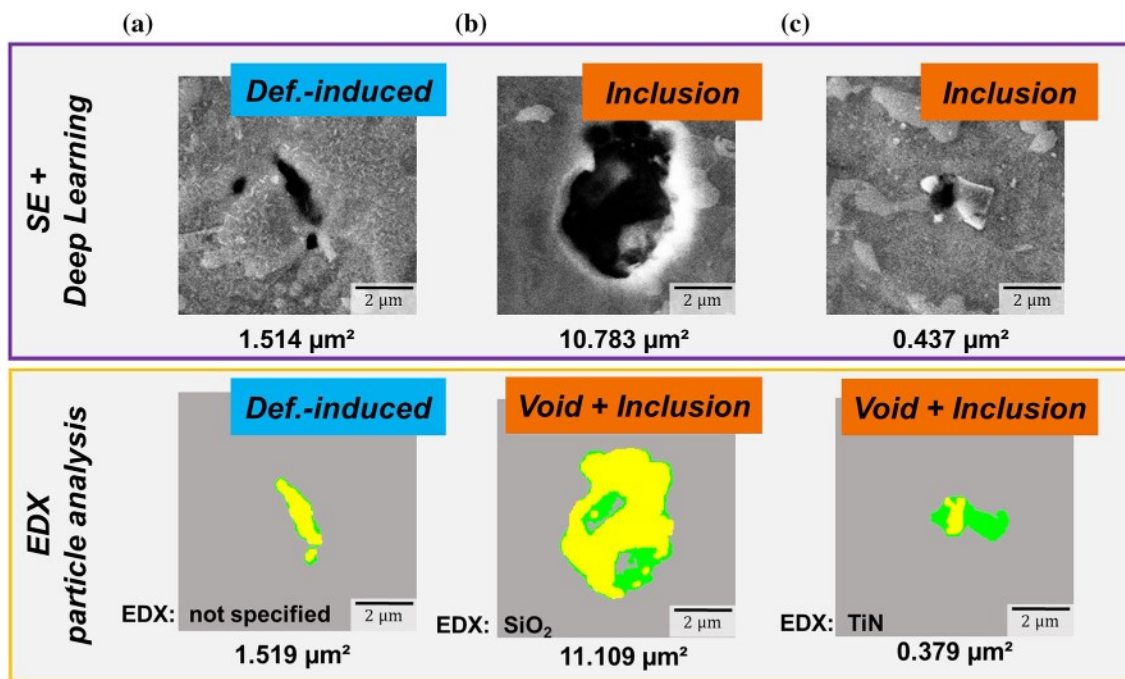 (a)
(b)
(c)
SE +
Deep Learning
Def.-induced
Inclusion
Inclusion
2 μm
2 μm
2 μm
1.514 μm²
10.783 μm²
0.437 μm²
EDX
particle analysis
Def.-induced
Void + Inclusion
Void + Inclusion
EDX: not specified
2 μm
EDX: SiO₂
2 μm
EDX: TiN
2 μm
1.519 μm²
11.109 μm²
0.379 μm²